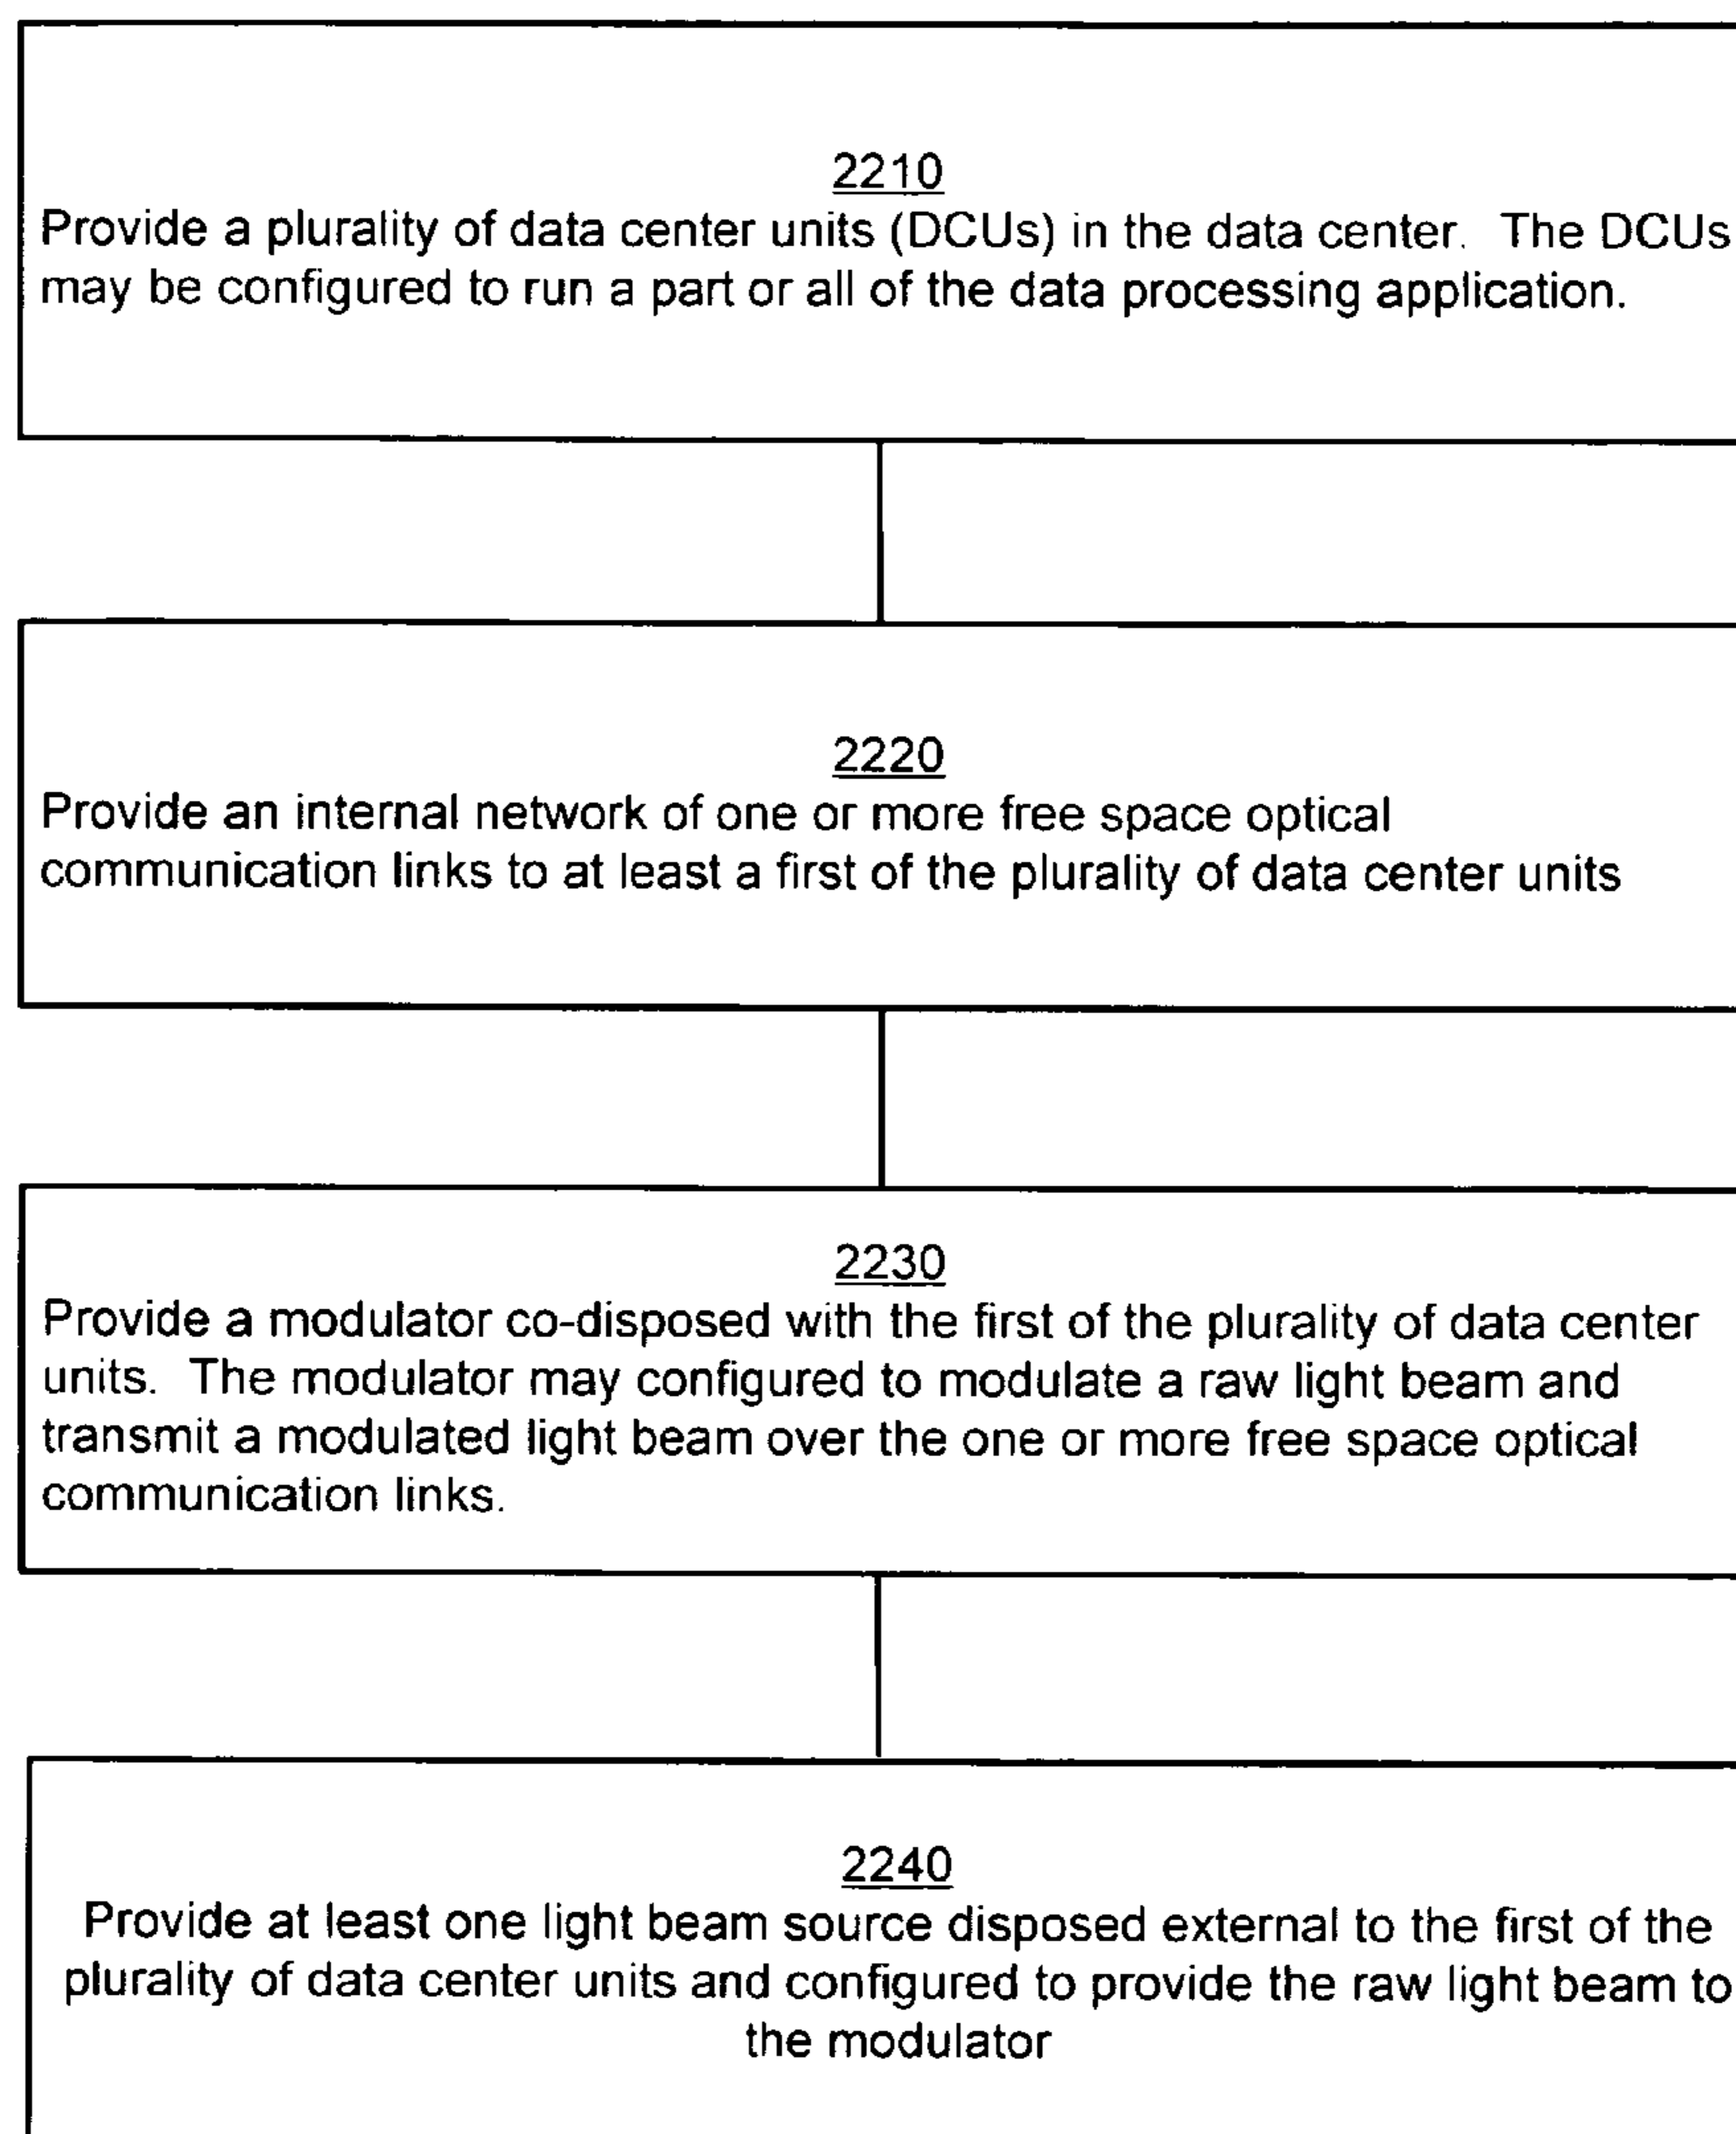 2210
Provide a plurality of data center units (DCUs) in the data center. The DCUs
may be configured to run a part or all of the data processing application.
2220
Provide an internal network of one or more free space optical
communication links to at least a first of the plurality of data center units
2230
Provide a modulator co-disposed with the first of the plurality of data center
units. The modulator may configured to modulate a raw light beam and
transmit a modulated light beam over the one or more free space optical
communication links.
2240
Provide at least one light beam source disposed external to the first of the
plurality of data center units and configured to provide the raw light beam to
the modulator